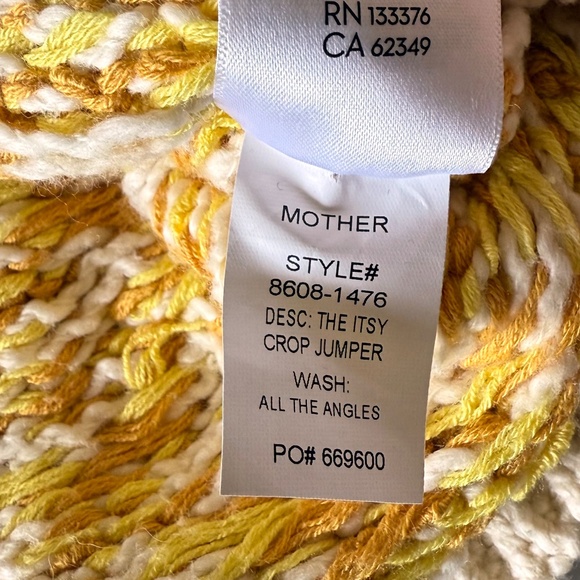 RN 133376
CA 62349
MOTHER
STYLE#
8608-1476
DESC: THE ITSY
CROP JUMPER
WASH:
ALL THE ANGLES
PO# 669600